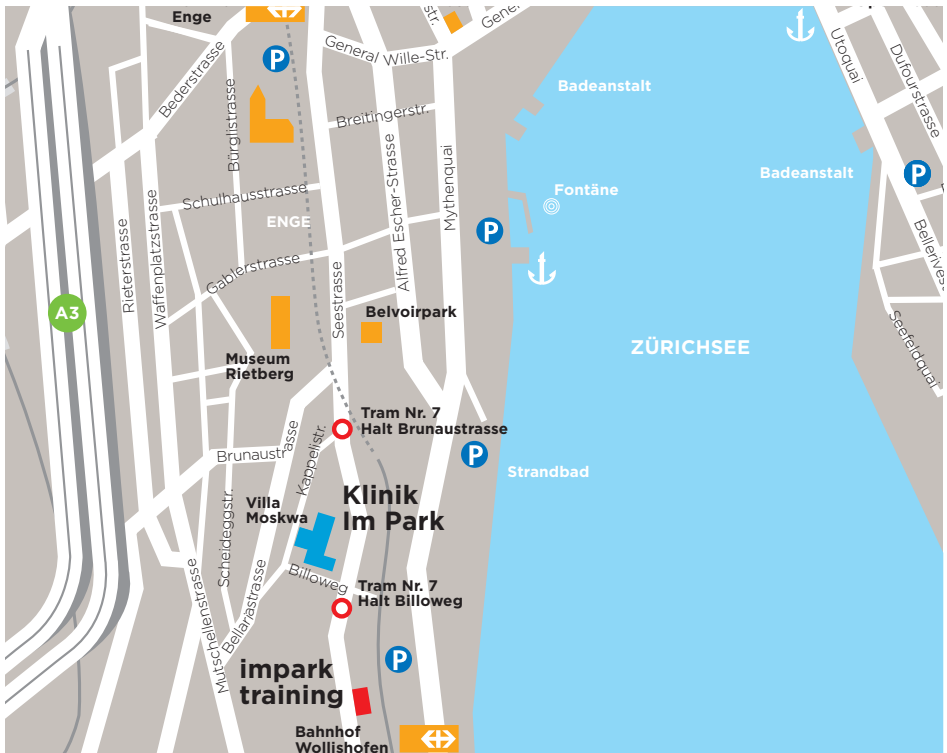 Enge
str.
General Wille-Str.
Utoquai
Dufourstrasse
P
Bederstrasse
Badeanstalt
Bürglistrasse
Breitingerstr.
Badeanstalt
P
Schulhausstrasse
Fontäne
ENGE
P
Alfred Escher-Strasse
Mythenquai
Rieterstrasse
Waffenplatzstrasse
Gablerstrasse
Seestrasse
A3
Belvoirpark
Seefeldquai
ZÜRICHSEE
Museum
Rietberg
Tram Nr. 7
Halt Brunaustrasse
Brunaustrasse
Kappelistr.
P
Strandbad
Villa
Moskwa
Klinik
Im Park
Scheideggstr.
Billoweg
Tram Nr. 7
Halt Billoweg
Mutschellenstrasse
Bellariastrasse
P
impark
training
Bahnhof
Wollishofen